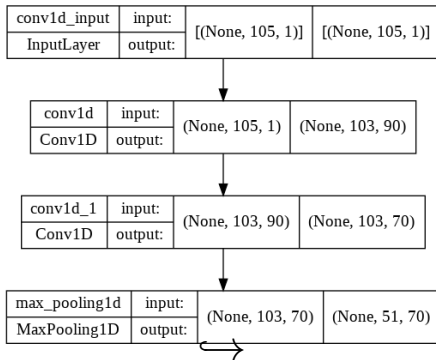 conv1d_input input: [(None, 105, 1)] [(None, 105, 1)]
InputLayer output:
conv1d input: (None, 105, 1) (None, 103, 90)
Conv1D output:
conv1d_1 input: (None, 103, 90) (None, 103, 70)
Conv1D output:
max_pooling1d input: (None, 103, 70) (None, 51, 70)
MaxPooling1D output: